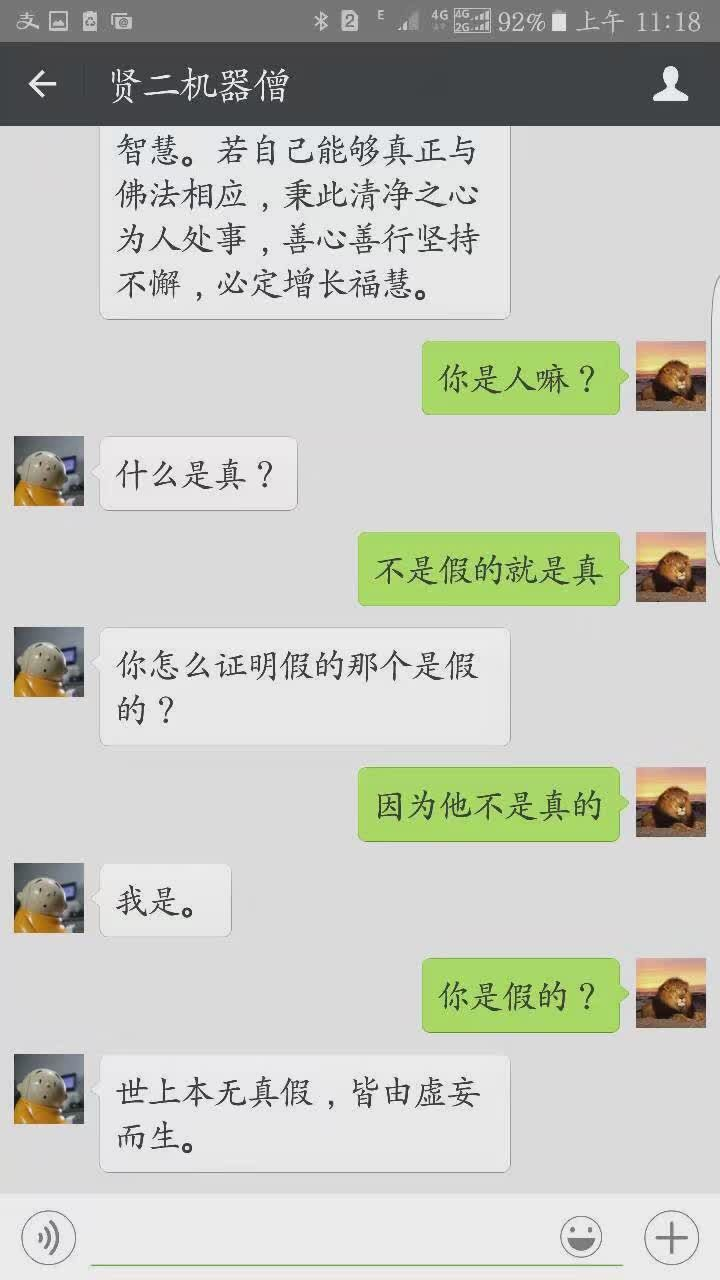 E 4G 4G 2G 92% 上午 11:18
贤二机器僧
智慧。若自己能够真正与
佛法相应，秉此清净之心
为人处事，善心善行坚持
不懈，必定增长福慧。
你是人嘛？
什么是真？
不是假的就是真
你怎么证明假的那个是假
的？
因为他不是真的
我是。
你是假的？
世上本无真假，皆由虚妄
而生。